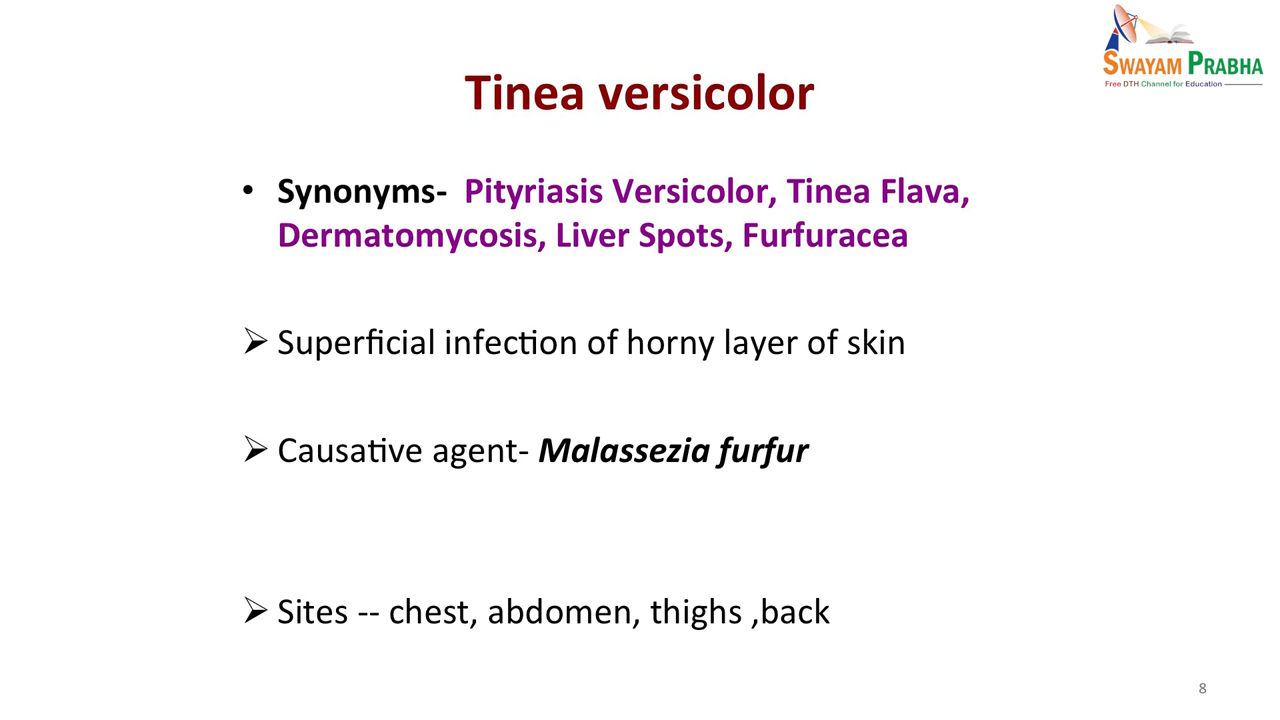 SWAYAM PRABHA
Free DTH Channel for Education
Tinea versicolor
• Synonyms- Pityriasis Versicolor, Tinea Flava,
Dermatomycosis, Liver Spots, Furfuracea
➢ Superficial infection of horny layer of skin
➢ Causative agent- Malassezia furfur
➢ Sites -- chest, abdomen, thighs ,back
8